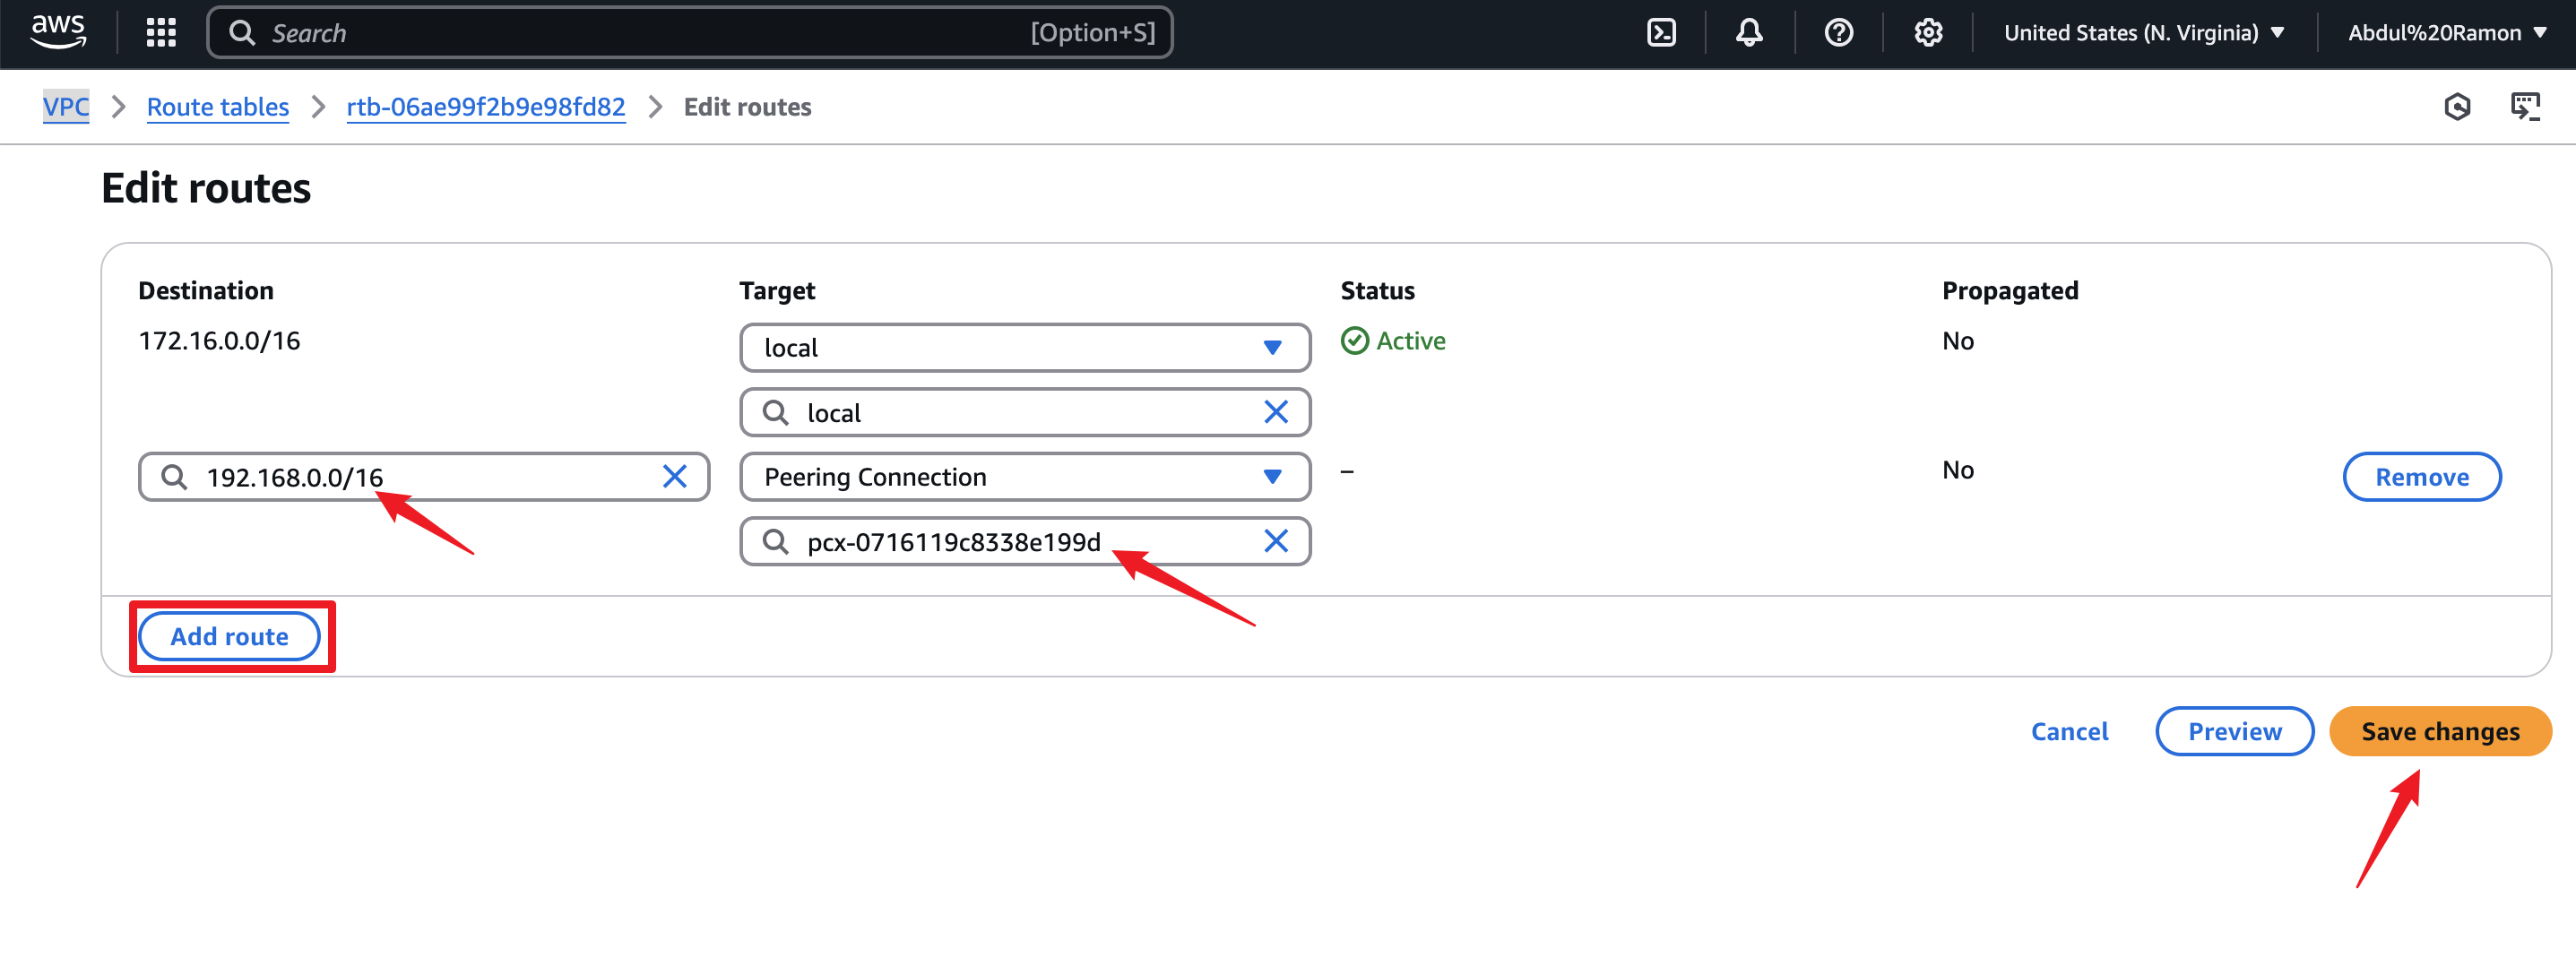 aws
Search [Option+S] United States (N. Virginia) Abdul%20Ramon
VPC Route tables rtb-06ae99f2b9e98fd82 Edit routes
Edit routes
Destination Target Status Propagated
172.16.0.0/16 local Active No
local
192.168.0.0/16 Peering Connection – No Remove
pcx-0716119c8338e199d
Add route
Cancel Preview Save changes